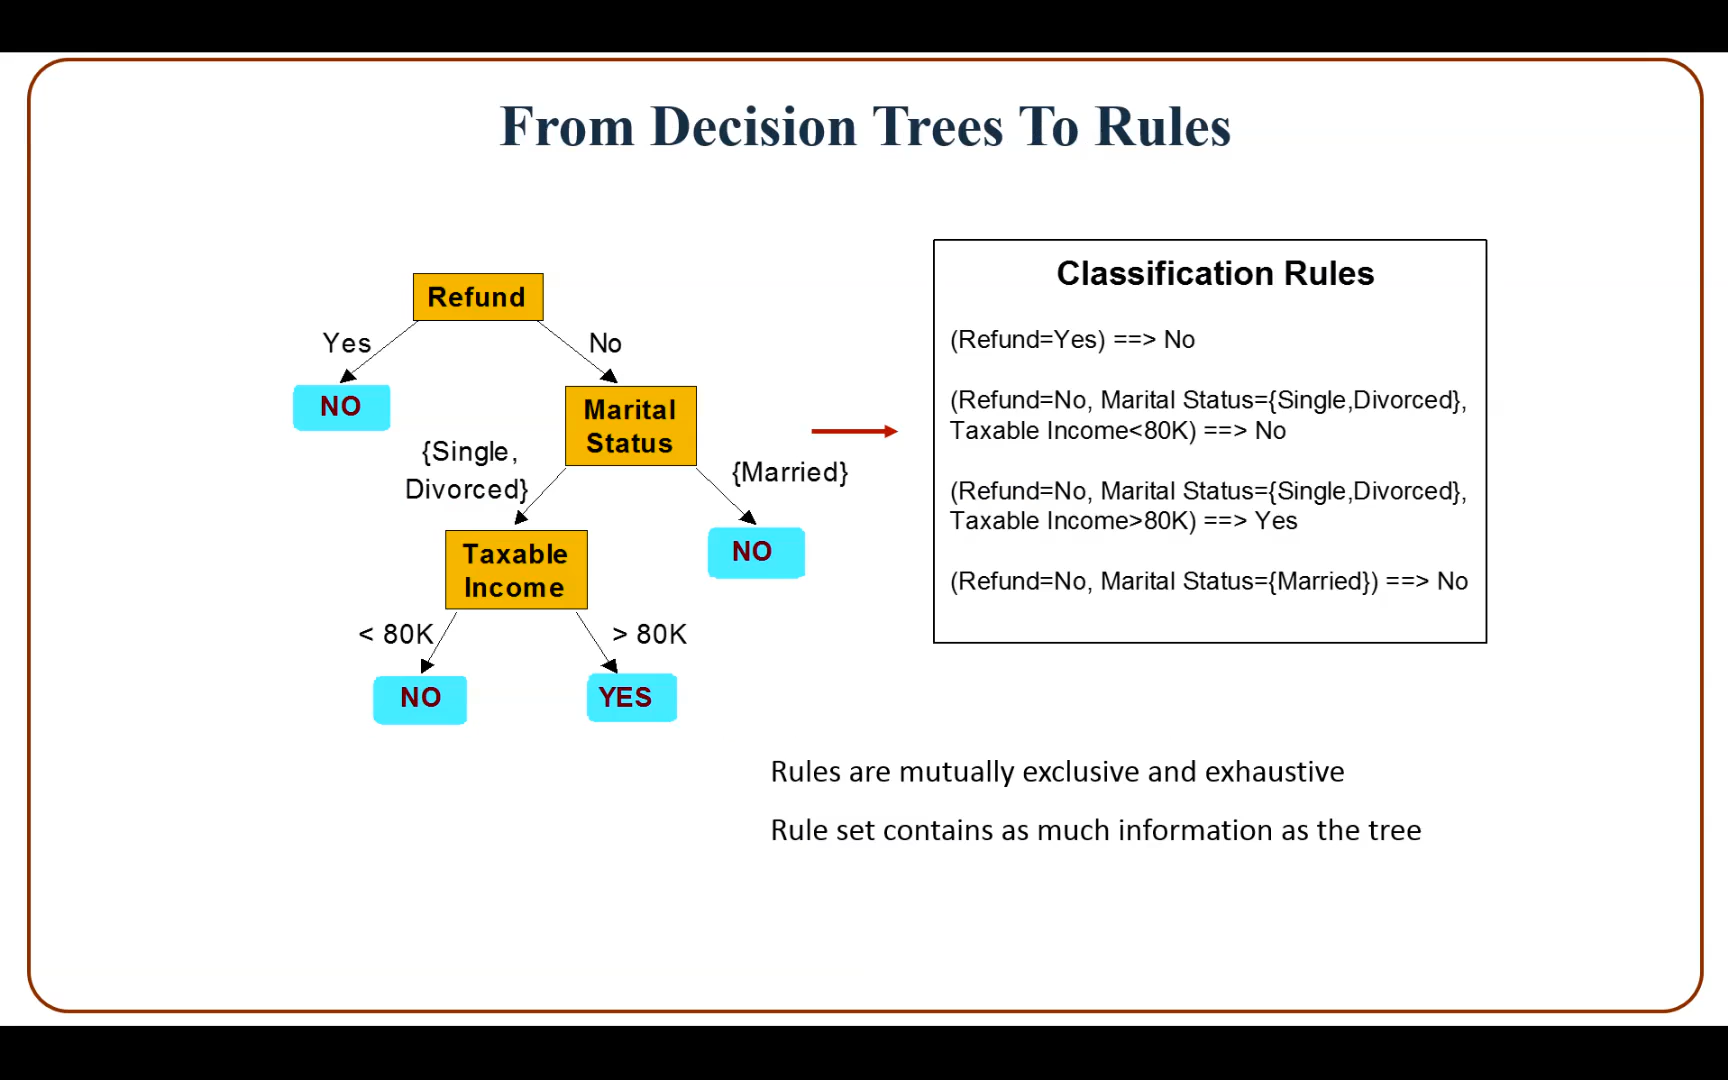 From Decision Trees To Rules
Refund
Yes
No
NO
Marital
Status
{Single,
Divorced}
{Married}
Taxable
Income
NO
< 80K
> 80K
NO
YES
Classification Rules
(Refund=Yes) ==> No
(Refund=No, Marital Status={Single,Divorced},
Taxable Income<80K) ==> No
(Refund=No, Marital Status={Single,Divorced},
Taxable Income>80K) ==> Yes
(Refund=No, Marital Status={Married}) ==> No
Rules are mutually exclusive and exhaustive
Rule set contains as much information as the tree